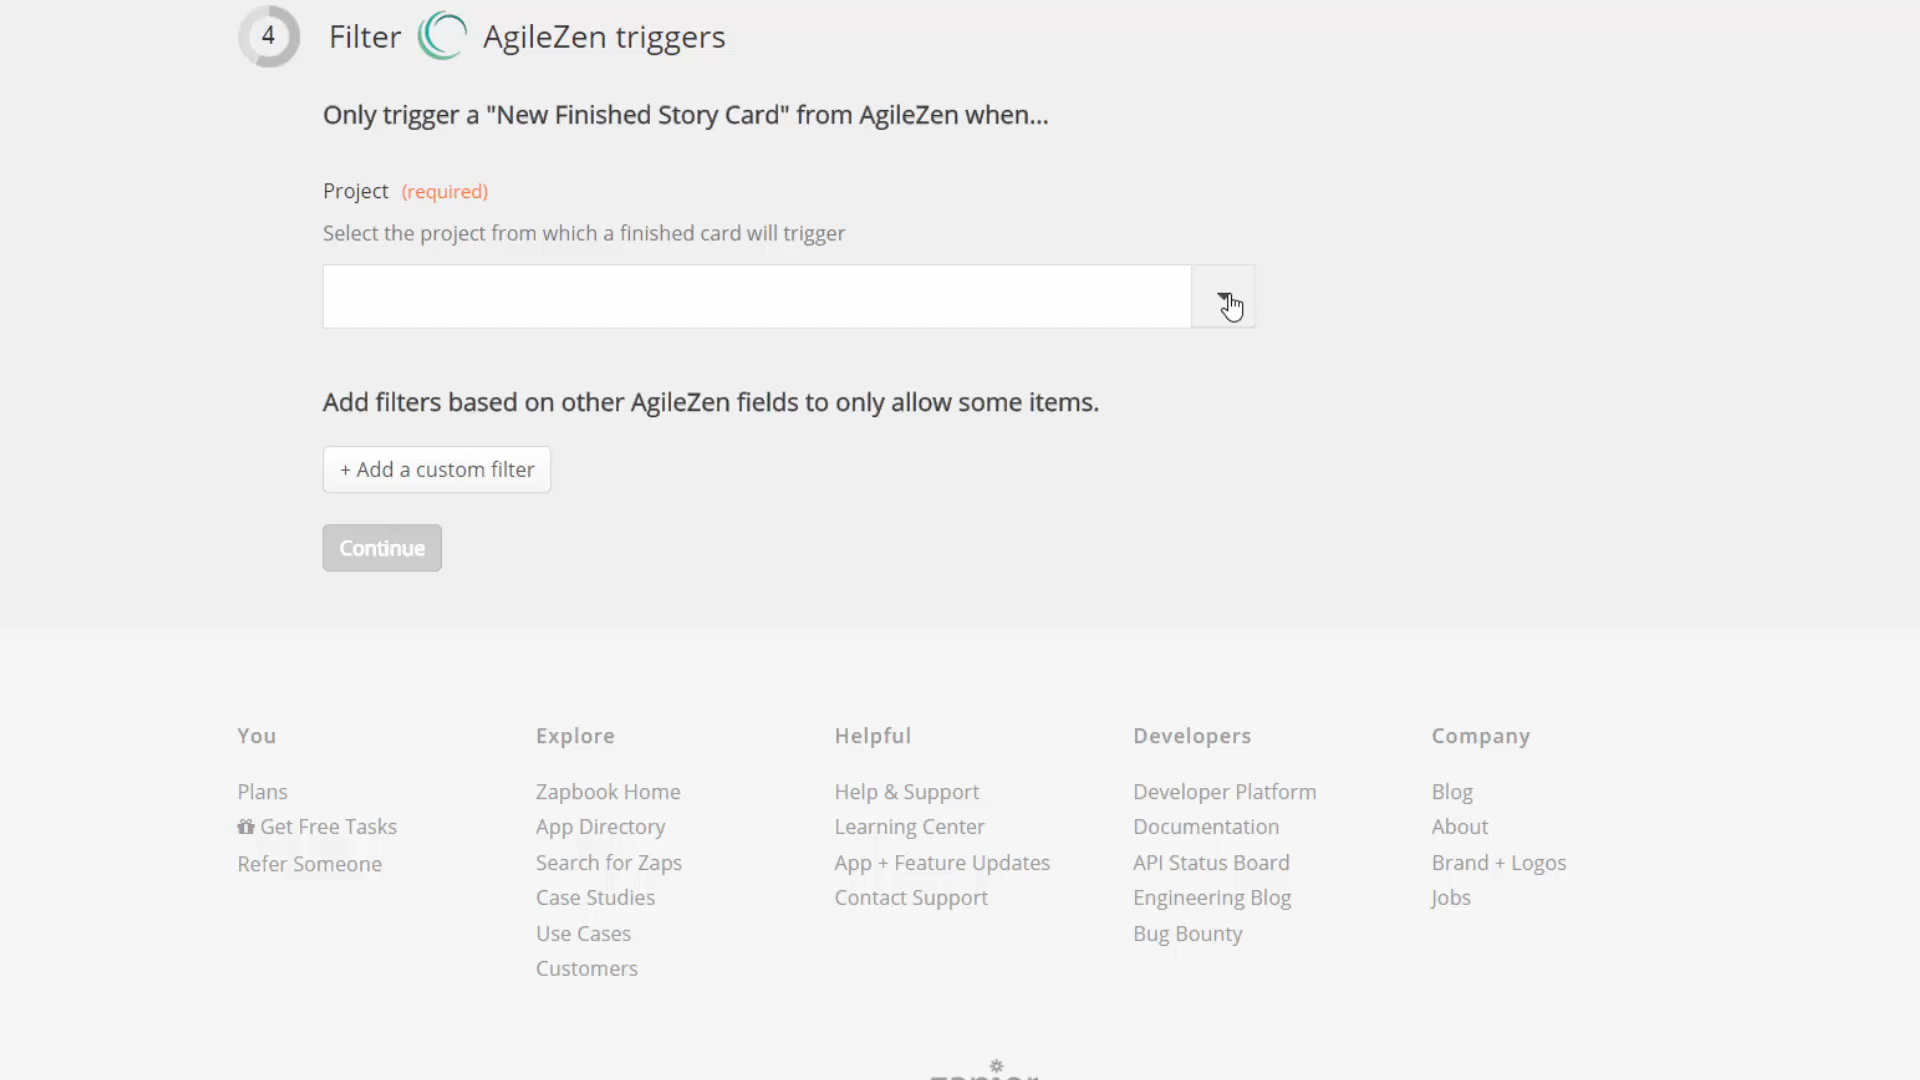 4
Filter AgileZen triggers
Only trigger a "New Finished Story Card" from AgileZen when...
Project (required)
Select the project from which a finished card will trigger
Add filters based on other AgileZen fields to only allow some items.
+ Add a custom filter
Continue
You
Plans
Get Free Tasks
Refer Someone
Explore
Zapbook Home
App Directory
Search for Zaps
Case Studies
Use Cases
Customers
Helpful
Help & Support
Learning Center
App + Feature Updates
Contact Support
Developers
Developer Platform
Documentation
API Status Board
Engineering Blog
Bug Bounty
Company
Blog
About
Brand + Logos
Jobs